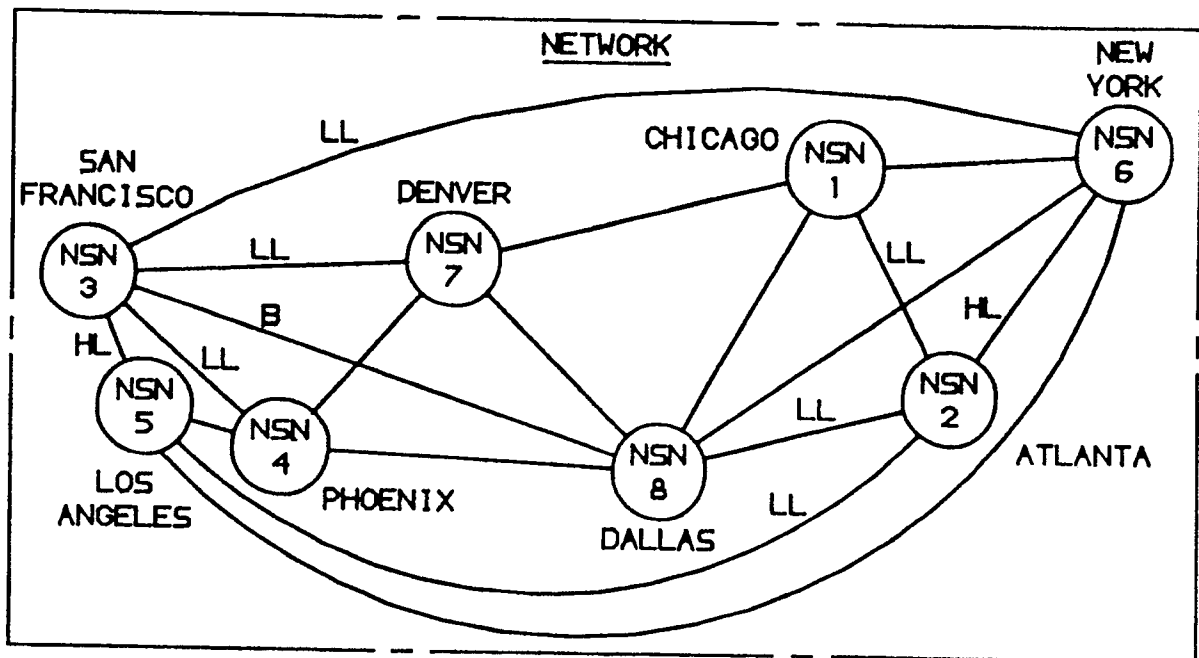 NETWORK
NEW
YORK
LL
CHICAGO
NSN
1
NSN
6
SAN
FRANCISCO
DENVER
NSN
3
LL
NSN
7
LL
B
HL
HL
LL
NSN
5
NSN
4
NSN
8
LL
NSN
2
LOS
ANGELES
PHOENIX
DALLAS
LL
ATLANTA